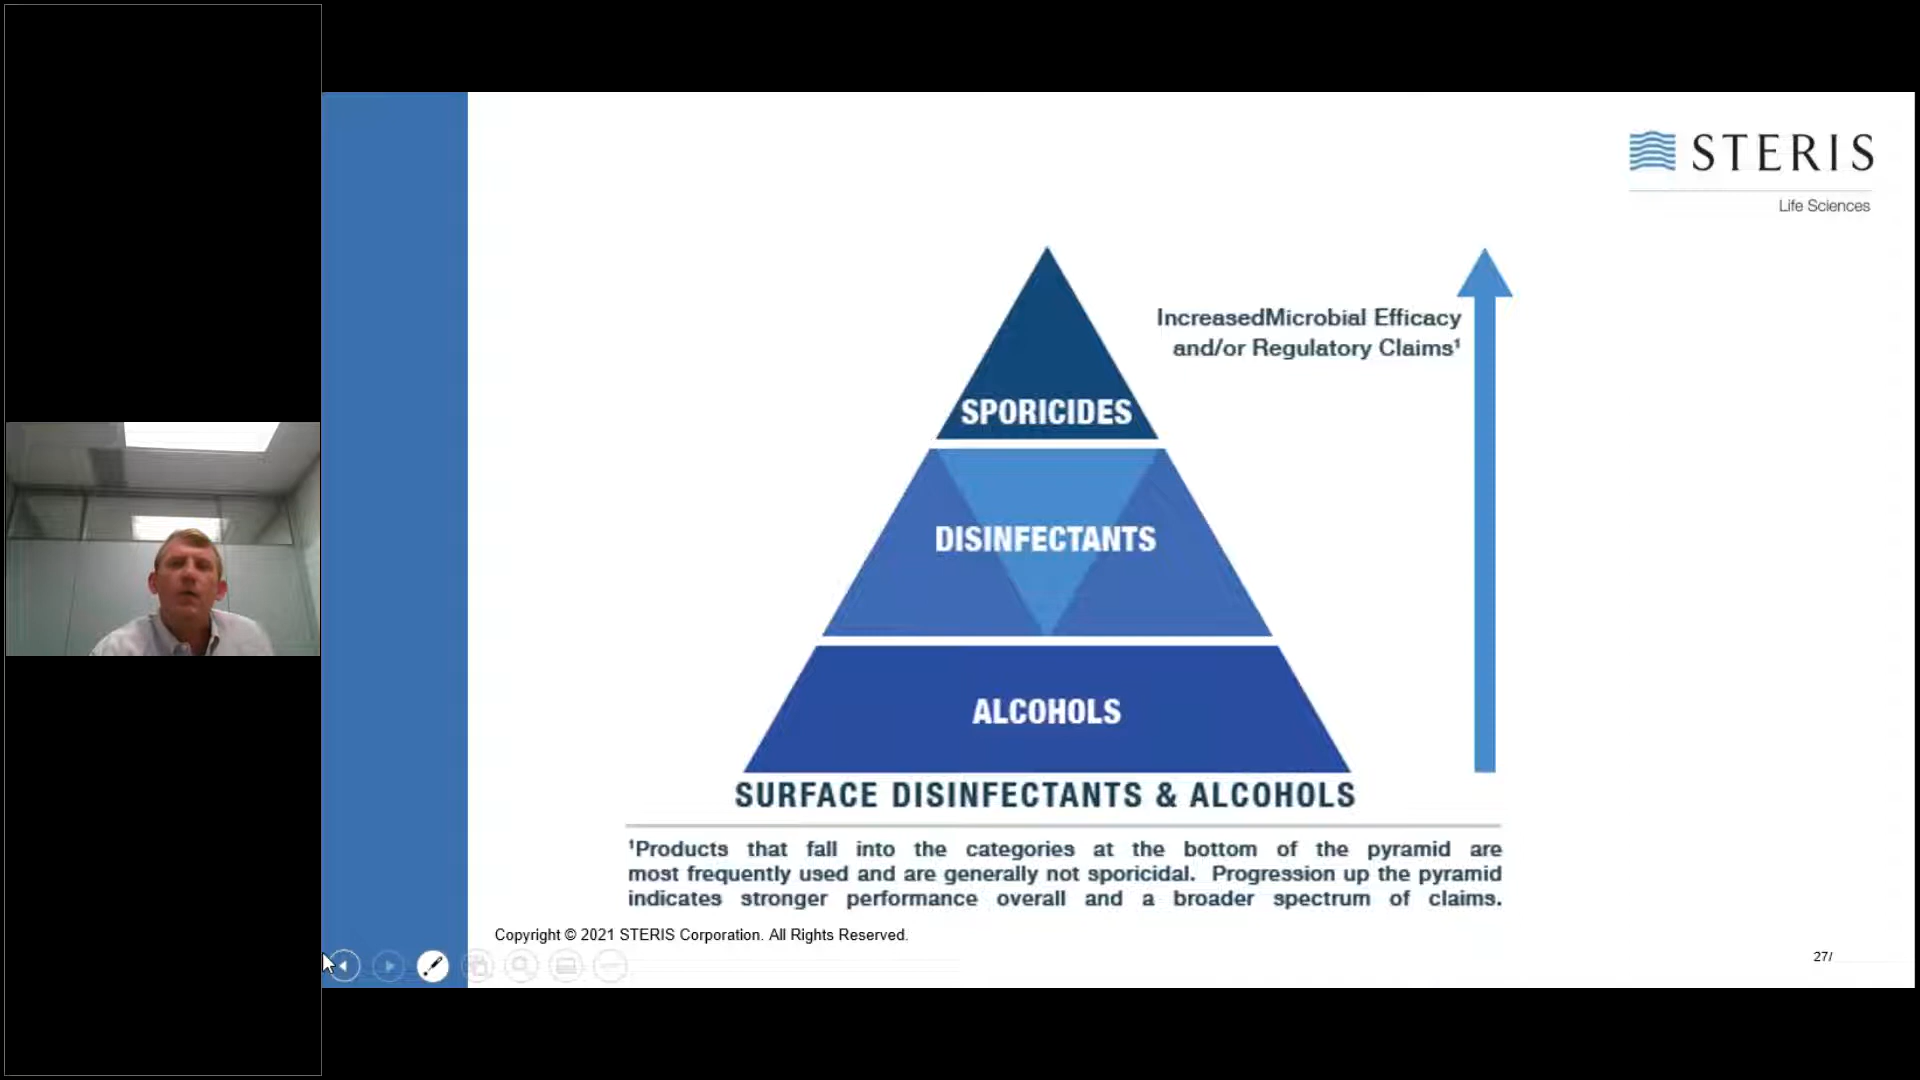 STERIS
Life Sciences
IncreasedMicrobial Efficacy
and/or Regulatory Claims¹
SPORICIDES
DISINFECTANTS
ALCOHOLS
SURFACE DISINFECTANTS & ALCOHOLS
¹Products that fall into the categories at the bottom of the pyramid are
most frequently used and are generally not sporicidal. Progression up the pyramid
indicates stronger performance overall and a broader spectrum of claims.
Copyright © 2021 STERIS Corporation. All Rights Reserved.
27/